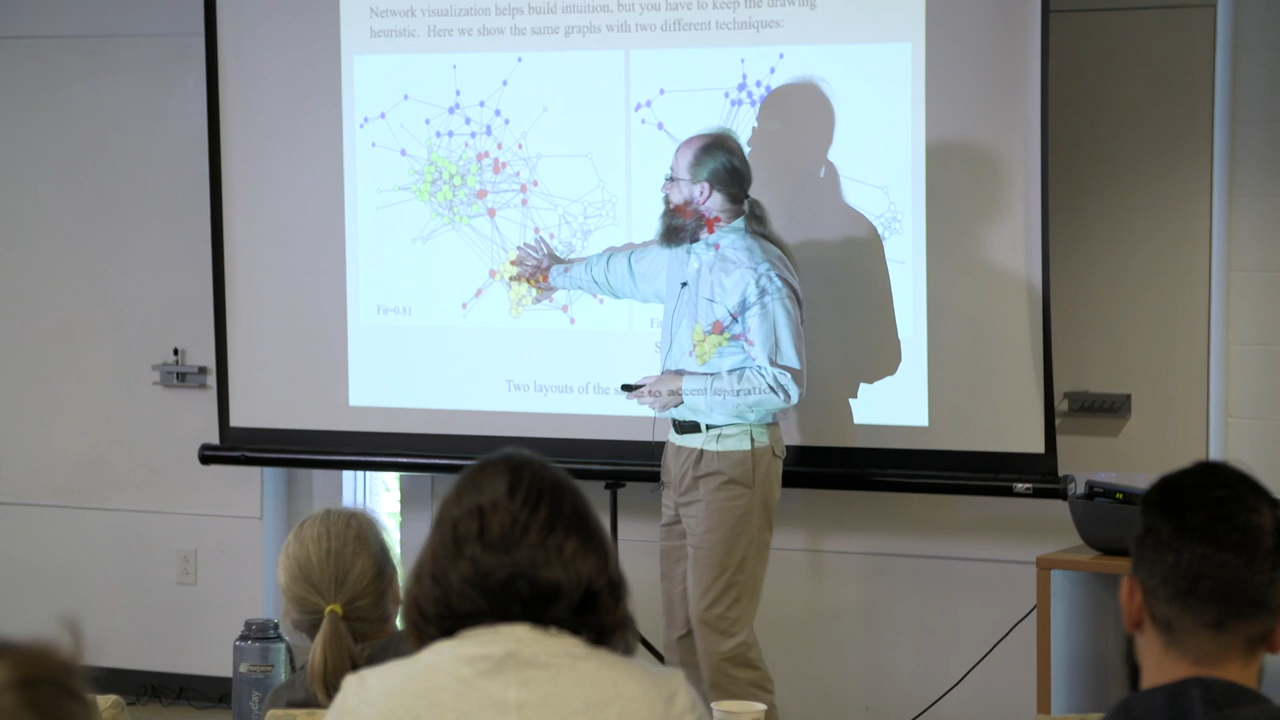 Network visualization helps build intuition, but you have to keep the drawing
heuristic. Here we show the same graphs with two different techniques:
Fit=0.81
Fi
S
Two layouts of the s to accent separation